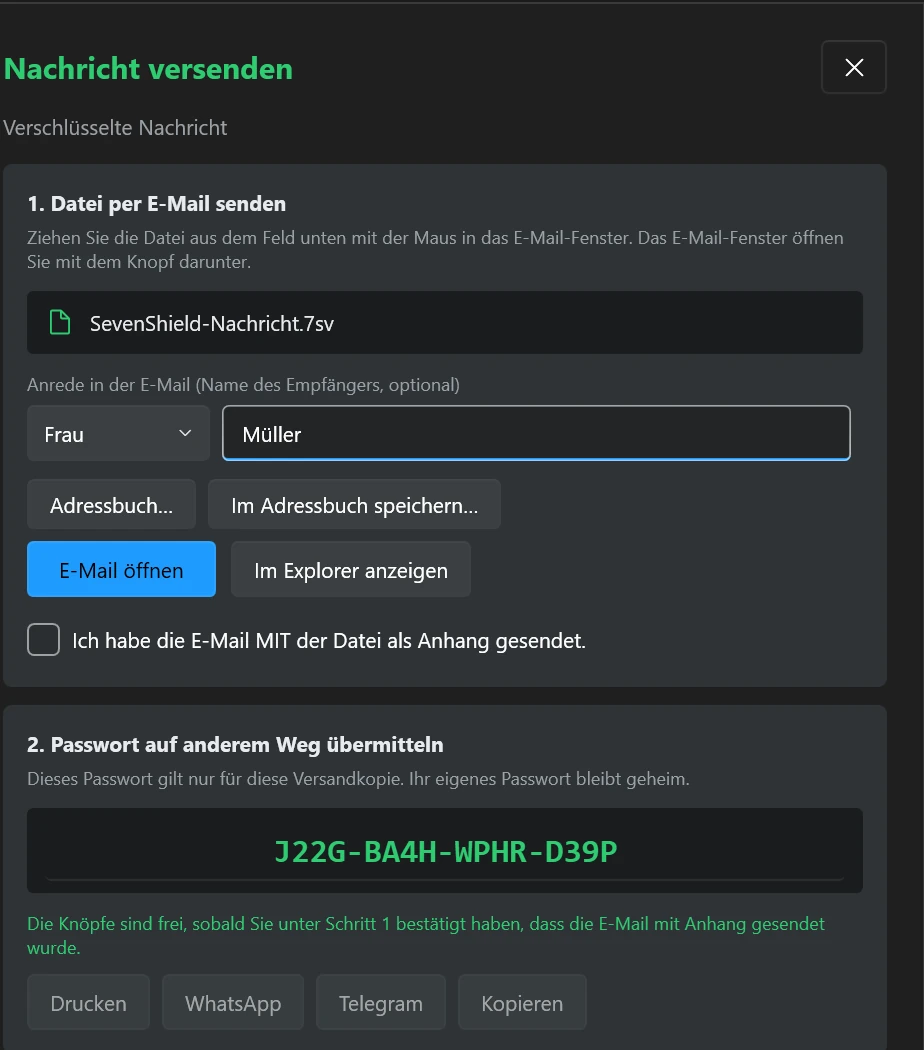 Nachricht versenden
Verschlüsselte Nachricht
1. Datei per E-Mail senden
Ziehen Sie die Datei aus dem Feld unten mit der Maus in das E-Mail-Fenster. Das E-Mail-Fenster öffnen
Sie mit dem Knopf darunter.
SevenShield-Nachricht.7sv
Anrede in der E-Mail (Name des Empfängers, optional)
Frau Müller
Adressbuch... Im Adressbuch speichern...
E-Mail öffnen Im Explorer anzeigen
Ich habe die E-Mail MIT der Datei als Anhang gesendet.
2. Passwort auf anderem Weg übermitteln
Dieses Passwort gilt nur für diese Versandkopie. Ihr eigenes Passwort bleibt geheim.
J22G-BA4H-WPHR-D39P
Die Knöpfe sind frei, sobald Sie unter Schritt 1 bestätigt haben, dass die E-Mail mit Anhang gesendet
wurde.
Drucken WhatsApp Telegram Kopieren